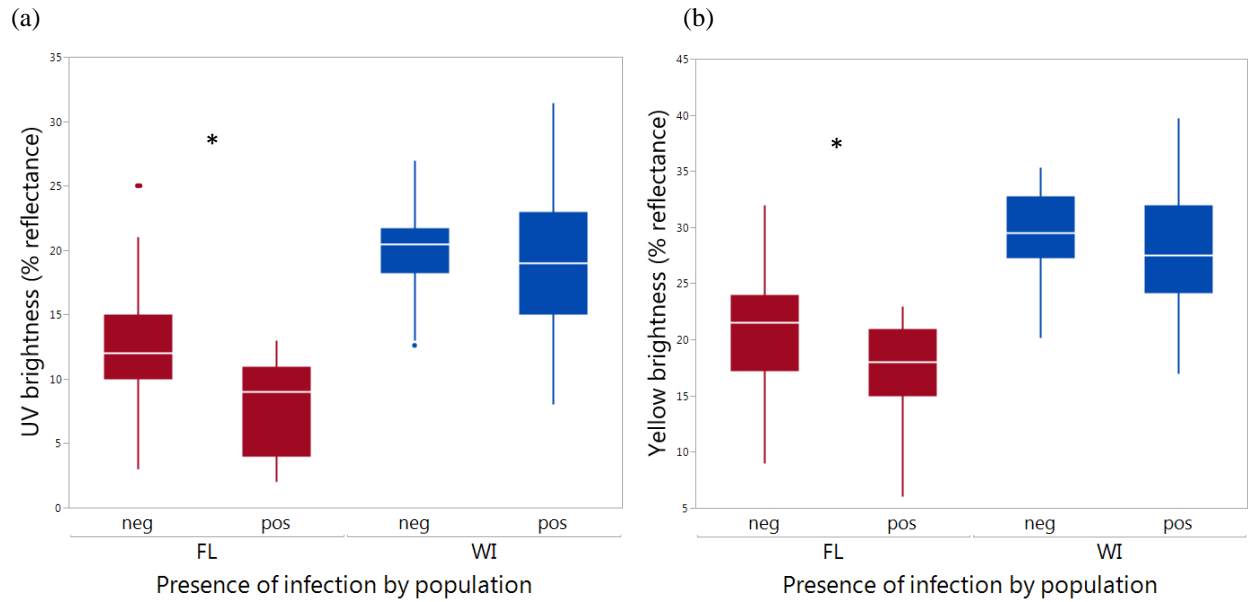 (a)
35
30
25
20
15
10
5
0
UV brightness (% reflectance)
*
neg pos neg pos
FL WI
Presence of infection by population
(b)
45
40
35
30
25
20
15
10
5
Yellow brightness (% reflectance)
*
neg pos neg pos
FL WI
Presence of infection by population